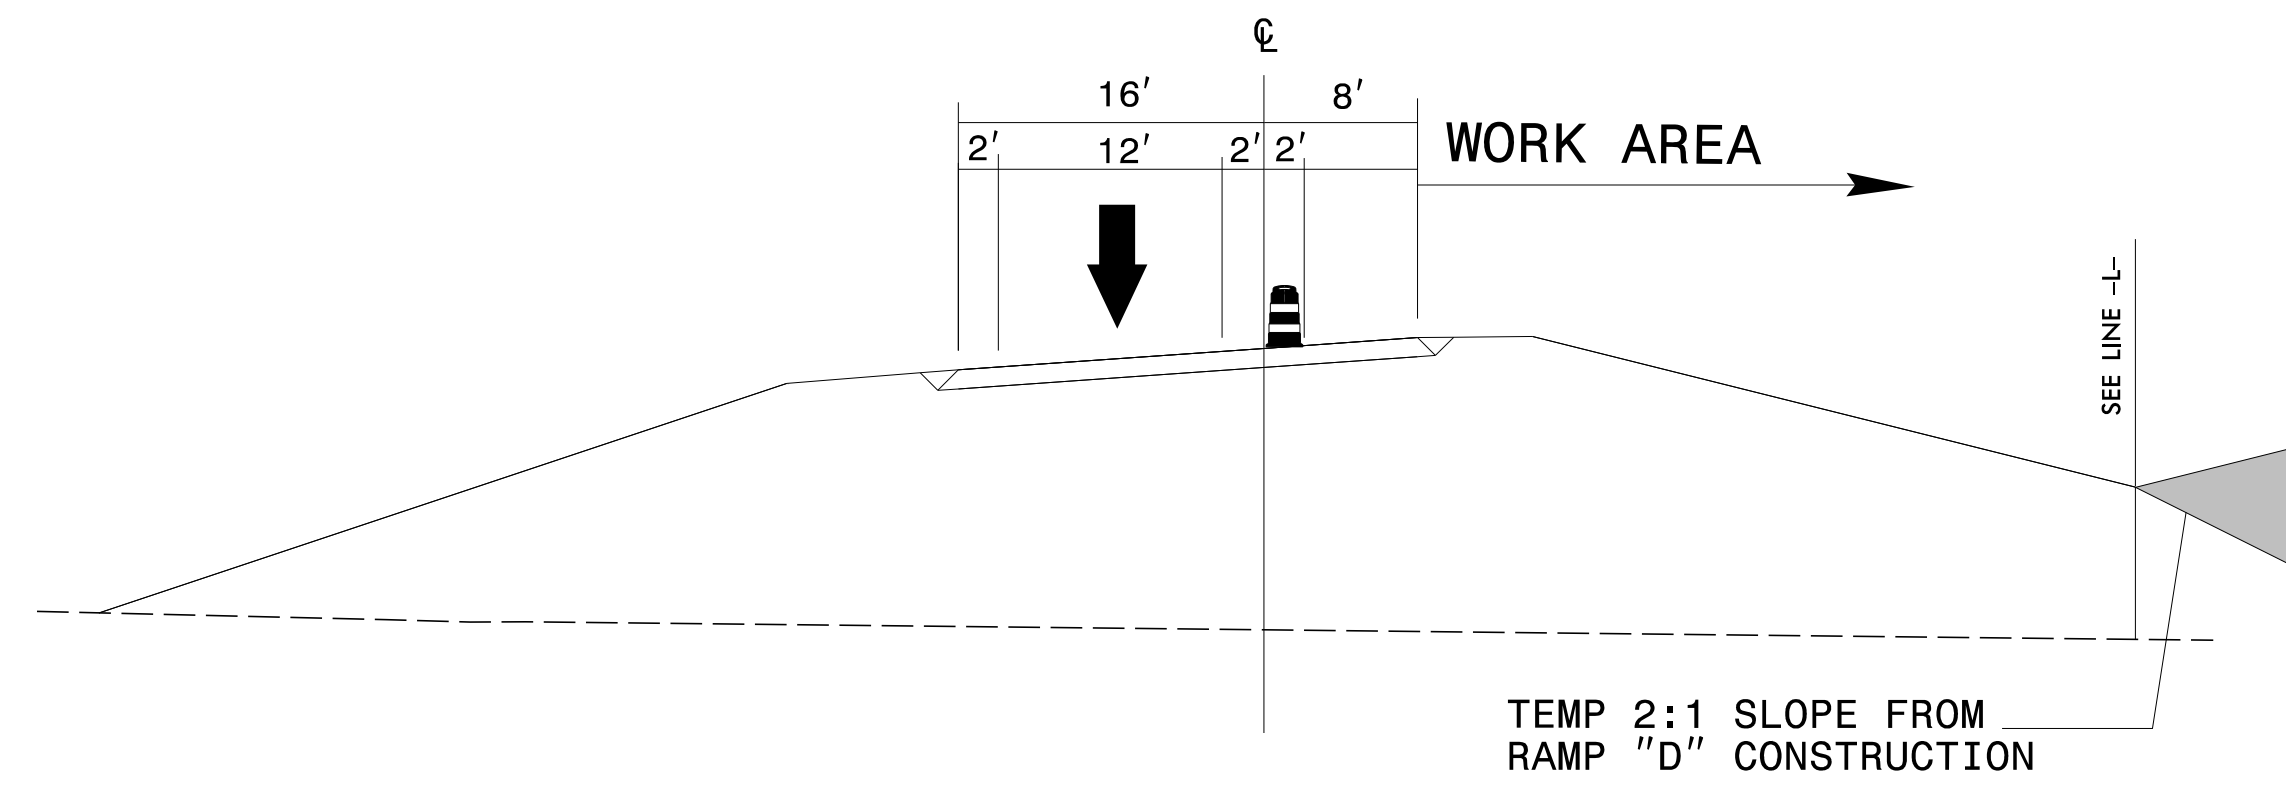 ℄
16' 8'
2' 12' 2' 2'
WORK AREA
SEE LINE -L-
TEMP 2:1 SLOPE FROM
RAMP "D" CONSTRUCTION